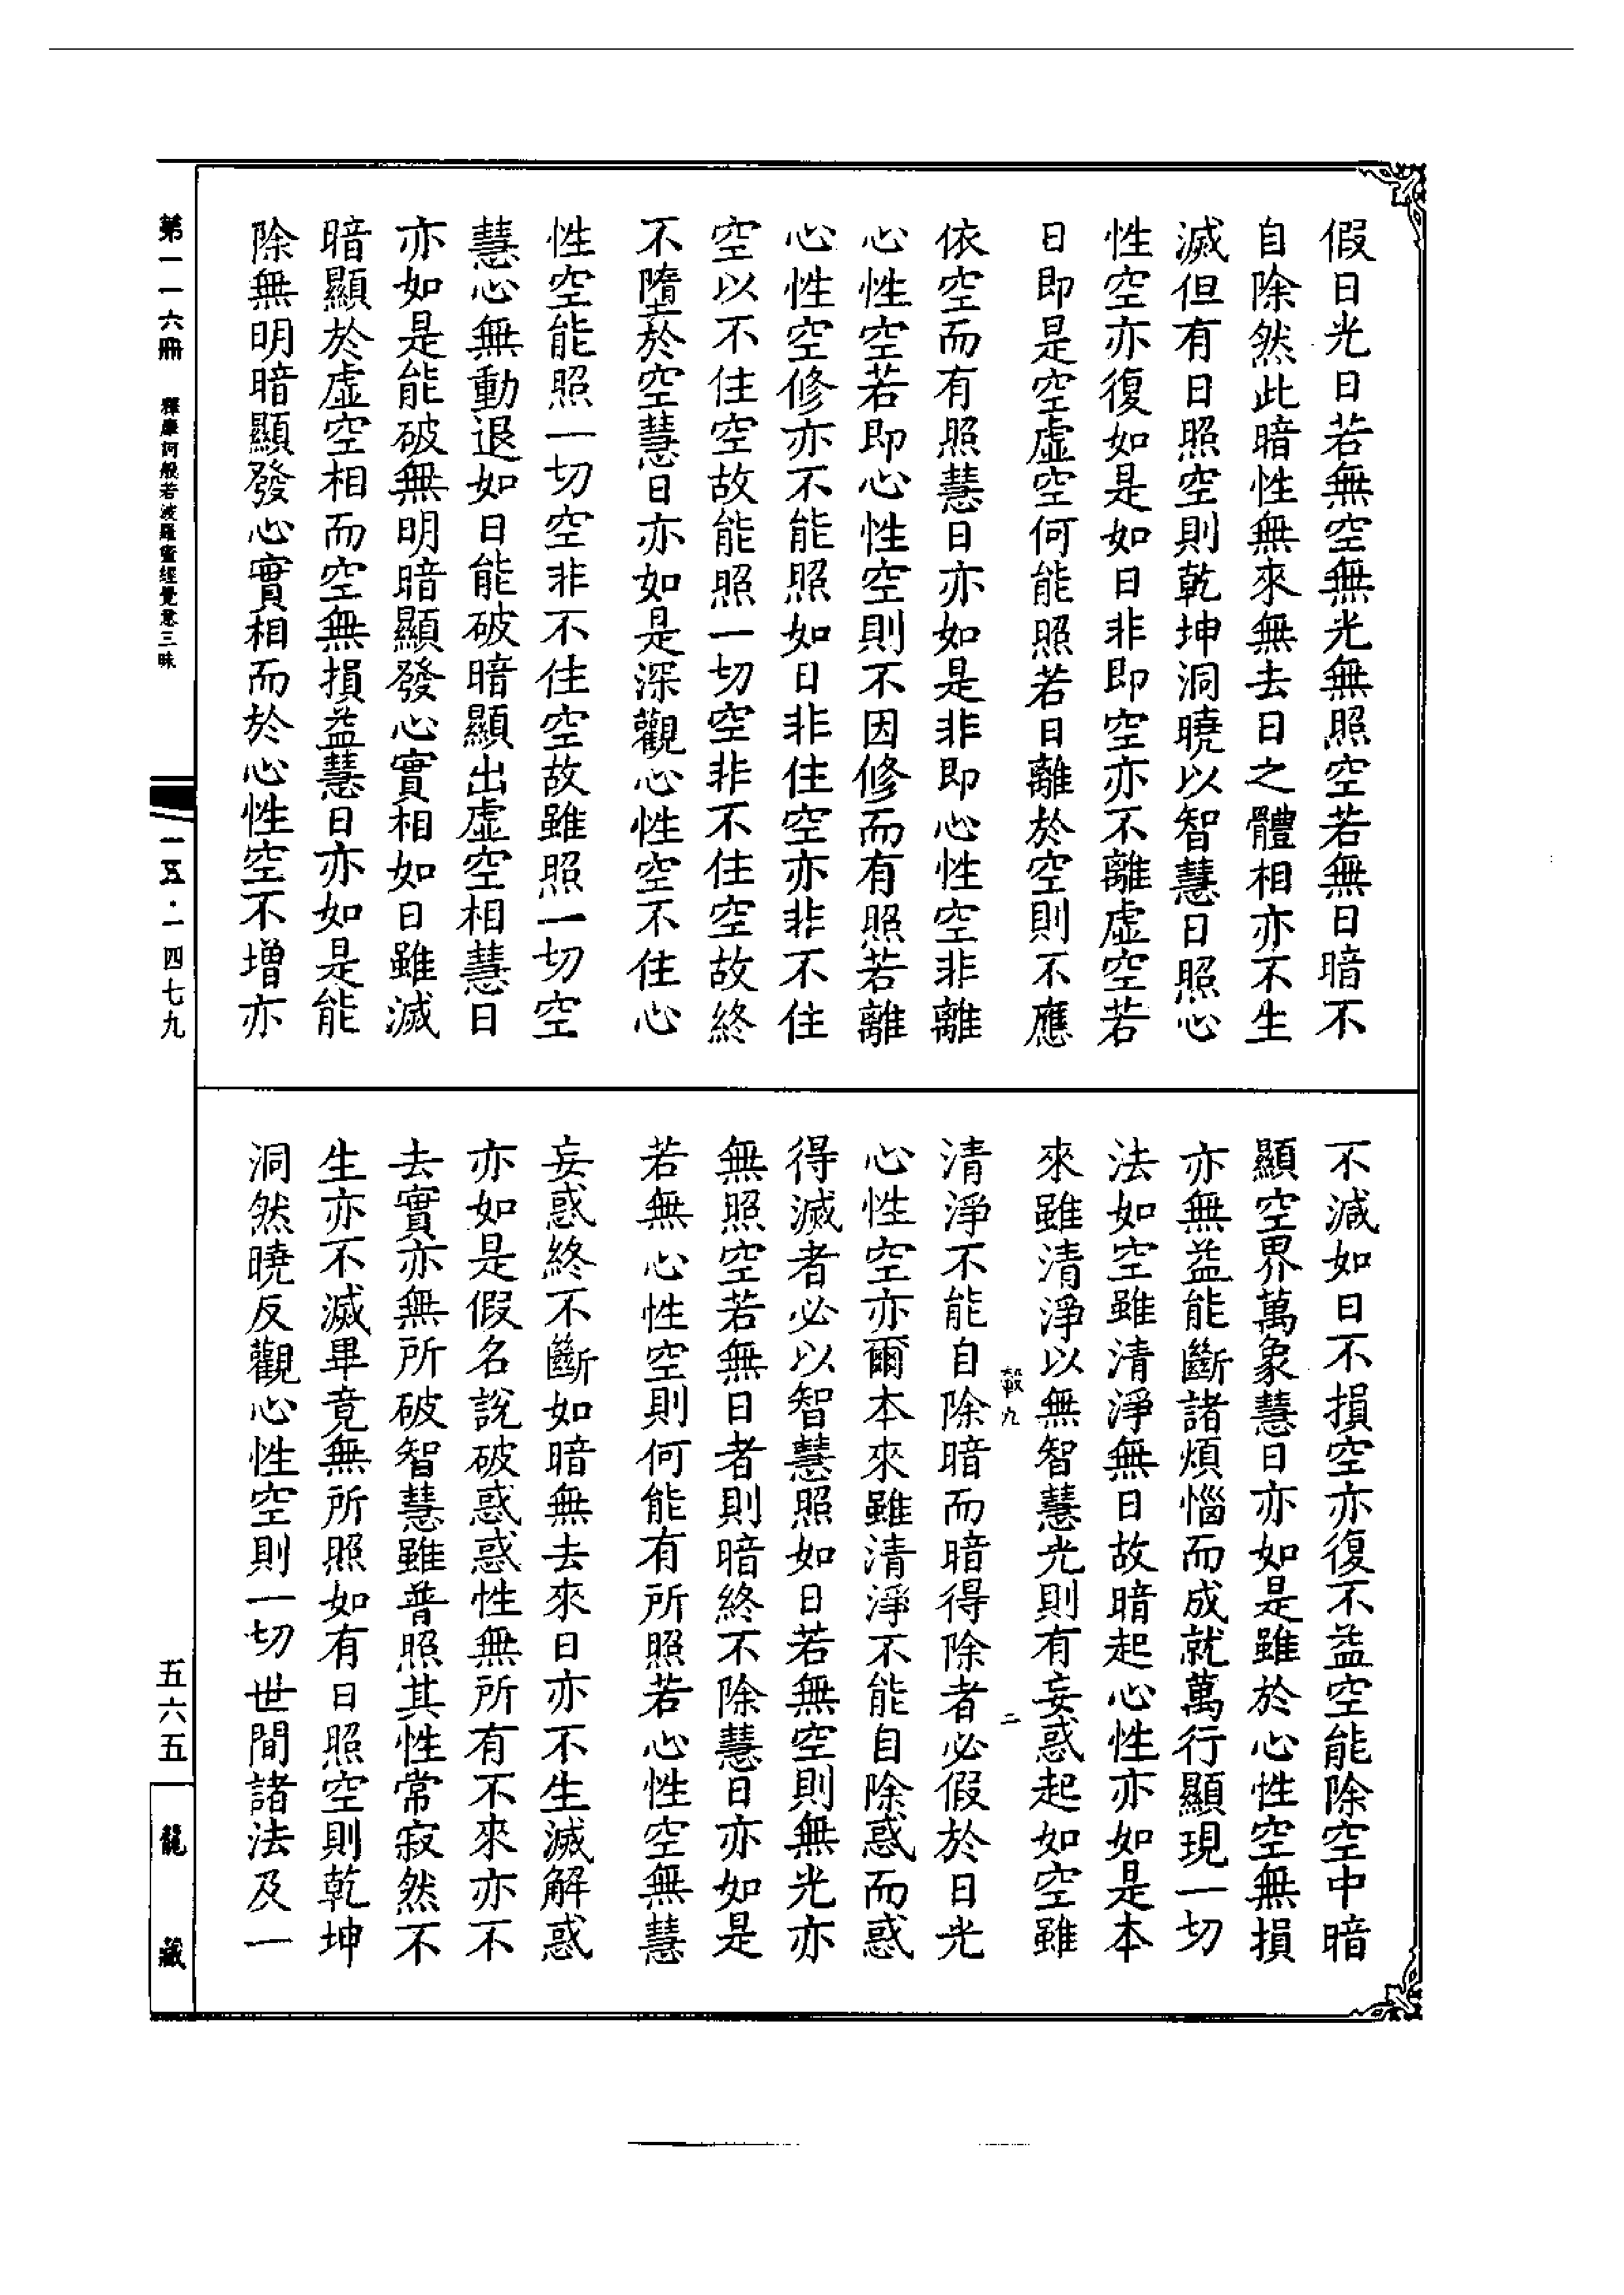 假日光日若無空無光無照空若無日暗不
自除然此暗性無來無去日之體相亦不生
滅但有日照空則乾坤洞曉以智慧日照心
性空亦復如是如日非即空亦不離虛空若
日即是空虛空何能照若日離於空則不應
依空而有照慧日亦如是非即心性空非離
心性空若即心性空則不因修而有照若離
心性空修亦不能照如日非住空亦非不住
空以不住空故能照一切空非不住空故終
不墮於空慧日亦如是深觀心性空不住心
性空能照一切空非不住空故雖照一切空
慧心無動退如日能破暗顯出虛空相慧日
亦如是能破無明暗顯發心實相如日雖滅
暗顯於虛空相而空無損益慧日亦如是能
除無明暗顯發心實相而於心性空不增亦
不減如日不損空亦復不益空能除空中暗
顯空界萬象慧日亦如是雖於心性空無損
亦無益能斷諸煩惱而成就萬行顯現一切
法如空雖清淨無日故暗起心性亦如是本
來雖清淨以無智慧光則有妄惑起如空雖
清淨不能自除暗而暗得除者必假於日光
心性空亦爾本來雖清淨不能自除惑而惑
得滅者必以智慧照如日若無空則無光亦
無照空若無日者則暗終不除慧日亦如是
若無心性空則何能有所照若心性空無慧
妄惑終不斷如暗無去來日亦不生滅解惑
亦如是假名說破惑惑性無所有不來亦不
去實亦無所破智慧雖普照其性常寂然不
生亦不滅畢竟無所照如有日照空則乾坤
洞然曉反觀心性空則一切世間諸法及一
九 二
第一一六冊 釋摩訶般若波羅蜜經覺意三昧
一五·一四七九
五六五
龍藏